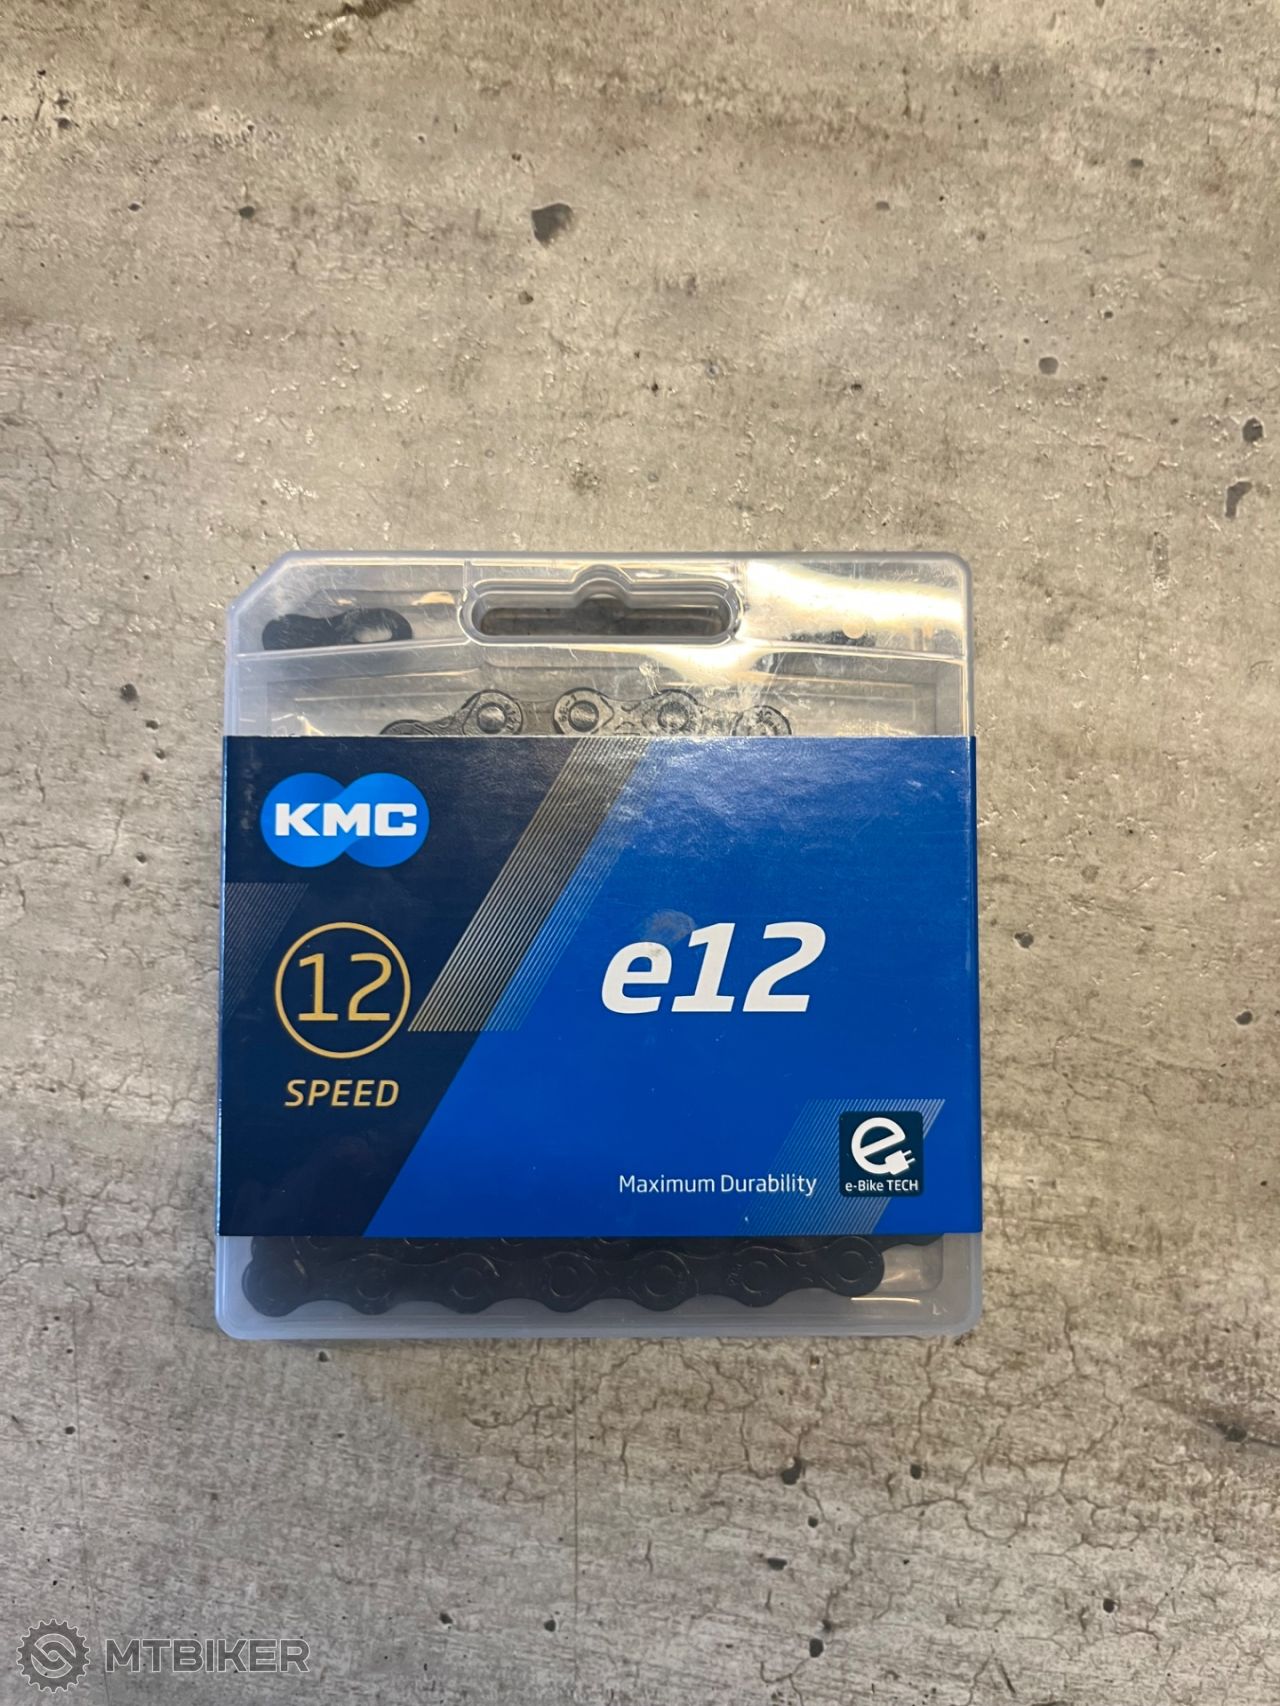 KMC
12
SPEED
e12
Maximum Durability
e
e-Bike TECH
MTBIKER